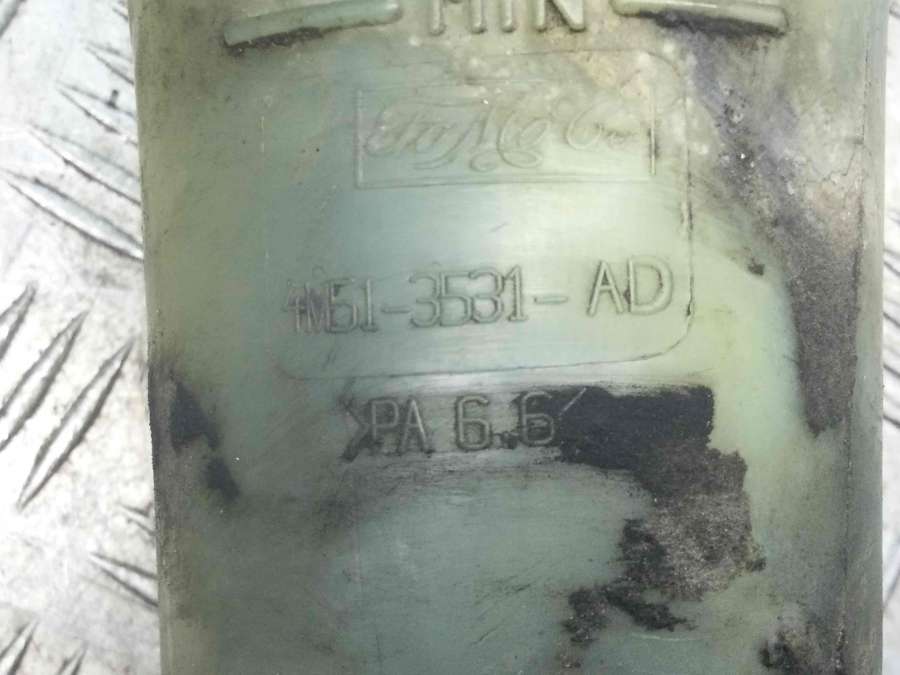 MIN
FoMoCo
4M51-3531-AD
>PA 6.6<